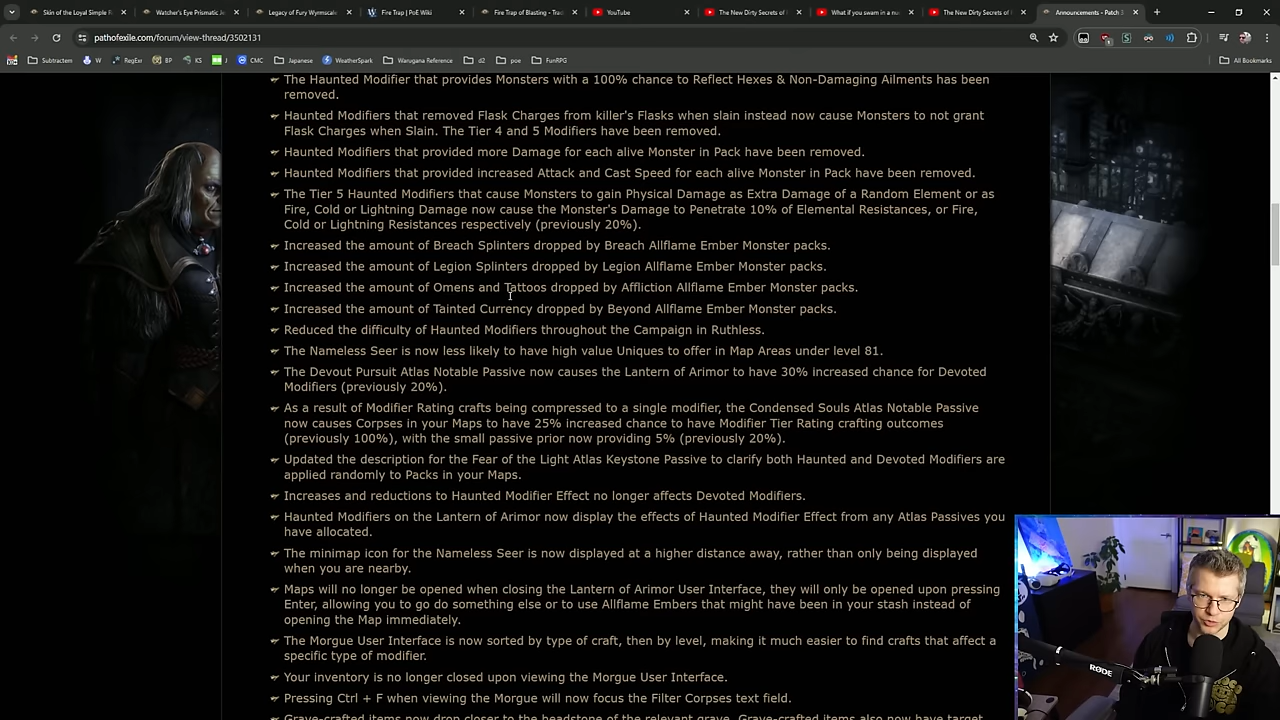 Skin of the Loyal Simple R
Watcher's Eye Prismatic Je
Legacy of Fury Wyrmscale
Fire Trap | PoE Wiki
Fire Trap of Blasting - Trad
YouTube
The New Dirty Secrets of
What if you swam in a nu
The New Dirty Secrets of
Announcements - Patch 3
pathofexile.com/forum/view-thread/3502131
Subtractem
W
RegExr
BP
KS
J
CMC
Japanese
WeatherSpark
Warugana Reference
d2
poe
FunRPG
All Bookmarks
The Haunted Modifier that provides Monsters with a 100% chance to Reflect Hexes & Non-Damaging Ailments has been
removed.
Haunted Modifiers that removed Flask Charges from killer's Flasks when slain instead now cause Monsters to not grant
Flask Charges when Slain. The Tier 4 and 5 Modifiers have been removed.
Haunted Modifiers that provided more Damage for each alive Monster in Pack have been removed.
Haunted Modifiers that provided increased Attack and Cast Speed for each alive Monster in Pack have been removed.
The Tier 5 Haunted Modifiers that cause Monsters to gain Physical Damage as Extra Damage of a Random Element or as
Fire, Cold or Lightning Damage now cause the Monster's Damage to Penetrate 10% of Elemental Resistances, or Fire,
Cold or Lightning Resistances respectively (previously 20%).
Increased the amount of Breach Splinters dropped by Breach Allflame Ember Monster packs.
Increased the amount of Legion Splinters dropped by Legion Allflame Ember Monster packs.
Increased the amount of Omens and Tattoos dropped by Affliction Allflame Ember Monster packs.
Increased the amount of Tainted Currency dropped by Beyond Allflame Ember Monster packs.
Reduced the difficulty of Haunted Modifiers throughout the Campaign in Ruthless.
The Nameless Seer is now less likely to have high value Uniques to offer in Map Areas under level 81.
The Devout Pursuit Atlas Notable Passive now causes the Lantern of Arimor to have 30% increased chance for Devoted
Modifiers (previously 20%).
As a result of Modifier Rating crafts being compressed to a single modifier, the Condensed Souls Atlas Notable Passive
now causes Corpses in your Maps to have 25% increased chance to have Modifier Tier Rating crafting outcomes
(previously 100%), with the small passive prior now providing 5% (previously 20%).
Updated the description for the Fear of the Light Atlas Keystone Passive to clarify both Haunted and Devoted Modifiers are
applied randomly to Packs in your Maps.
Increases and reductions to Haunted Modifier Effect no longer affects Devoted Modifiers.
Haunted Modifiers on the Lantern of Arimor now display the effects of Haunted Modifier Effect from any Atlas Passives you
have allocated.
The minimap icon for the Nameless Seer is now displayed at a higher distance away, rather than only being displayed
when you are nearby.
Maps will no longer be opened when closing the Lantern of Arimor User Interface, they will only be opened upon pressing
Enter, allowing you to go do something else or to use Allflame Embers that might have been in your stash instead of
opening the Map immediately.
The Morgue User Interface is now sorted by type of craft, then by level, making it much easier to find crafts that affect a
specific type of modifier.
Your inventory is no longer closed upon viewing the Morgue User Interface.
Pressing Ctrl + F when viewing the Morgue will now focus the Filter Corpses text field.
Grave-crafted items now drop closer to the headstone of the relevant grave. Grave-crafted items also now have target
RØDE